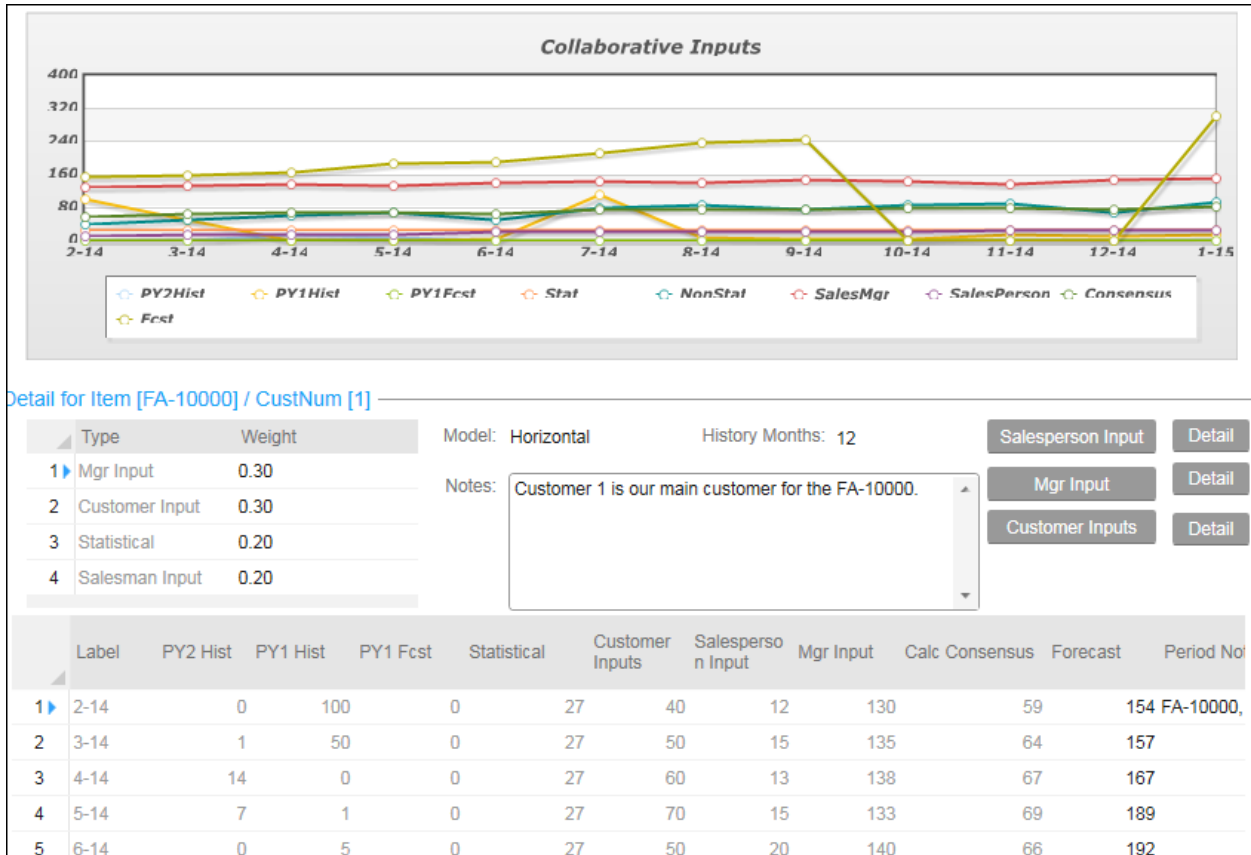 Collaborative Inputs
400
320
240
160
80
0
2-14 3-14 4-14 5-14 6-14 7-14 8-14 9-14 10-14 11-14 12-14 1-15
PY2Hist PY1Hist PY1Fcst Stat NonStat SalesMgr SalesPerson Consensus
Fcst
Detail for Item [FA-10000] / CustNum [1]
Type Weight
1 Mgr Input 0.30
2 Customer Input 0.30
3 Statistical 0.20
4 Salesman Input 0.20
Model: Horizontal History Months: 12
Notes: Customer 1 is our main customer for the FA-10000.
Salesperson Input Detail
Mgr Input Detail
Customer Inputs Detail
Label PY2 Hist PY1 Hist PY1 Fcst Statistical Customer Inputs Salesperso n Input Mgr Input Calc Consensus Forecast Period Not
1 2-14 0 100 0 27 40 12 130 59 154 FA-10000,
2 3-14 1 50 0 27 50 15 135 64 157
3 4-14 14 0 0 27 60 13 138 67 167
4 5-14 7 1 0 27 70 15 133 69 189
5 6-14 0 5 0 27 50 20 140 66 192